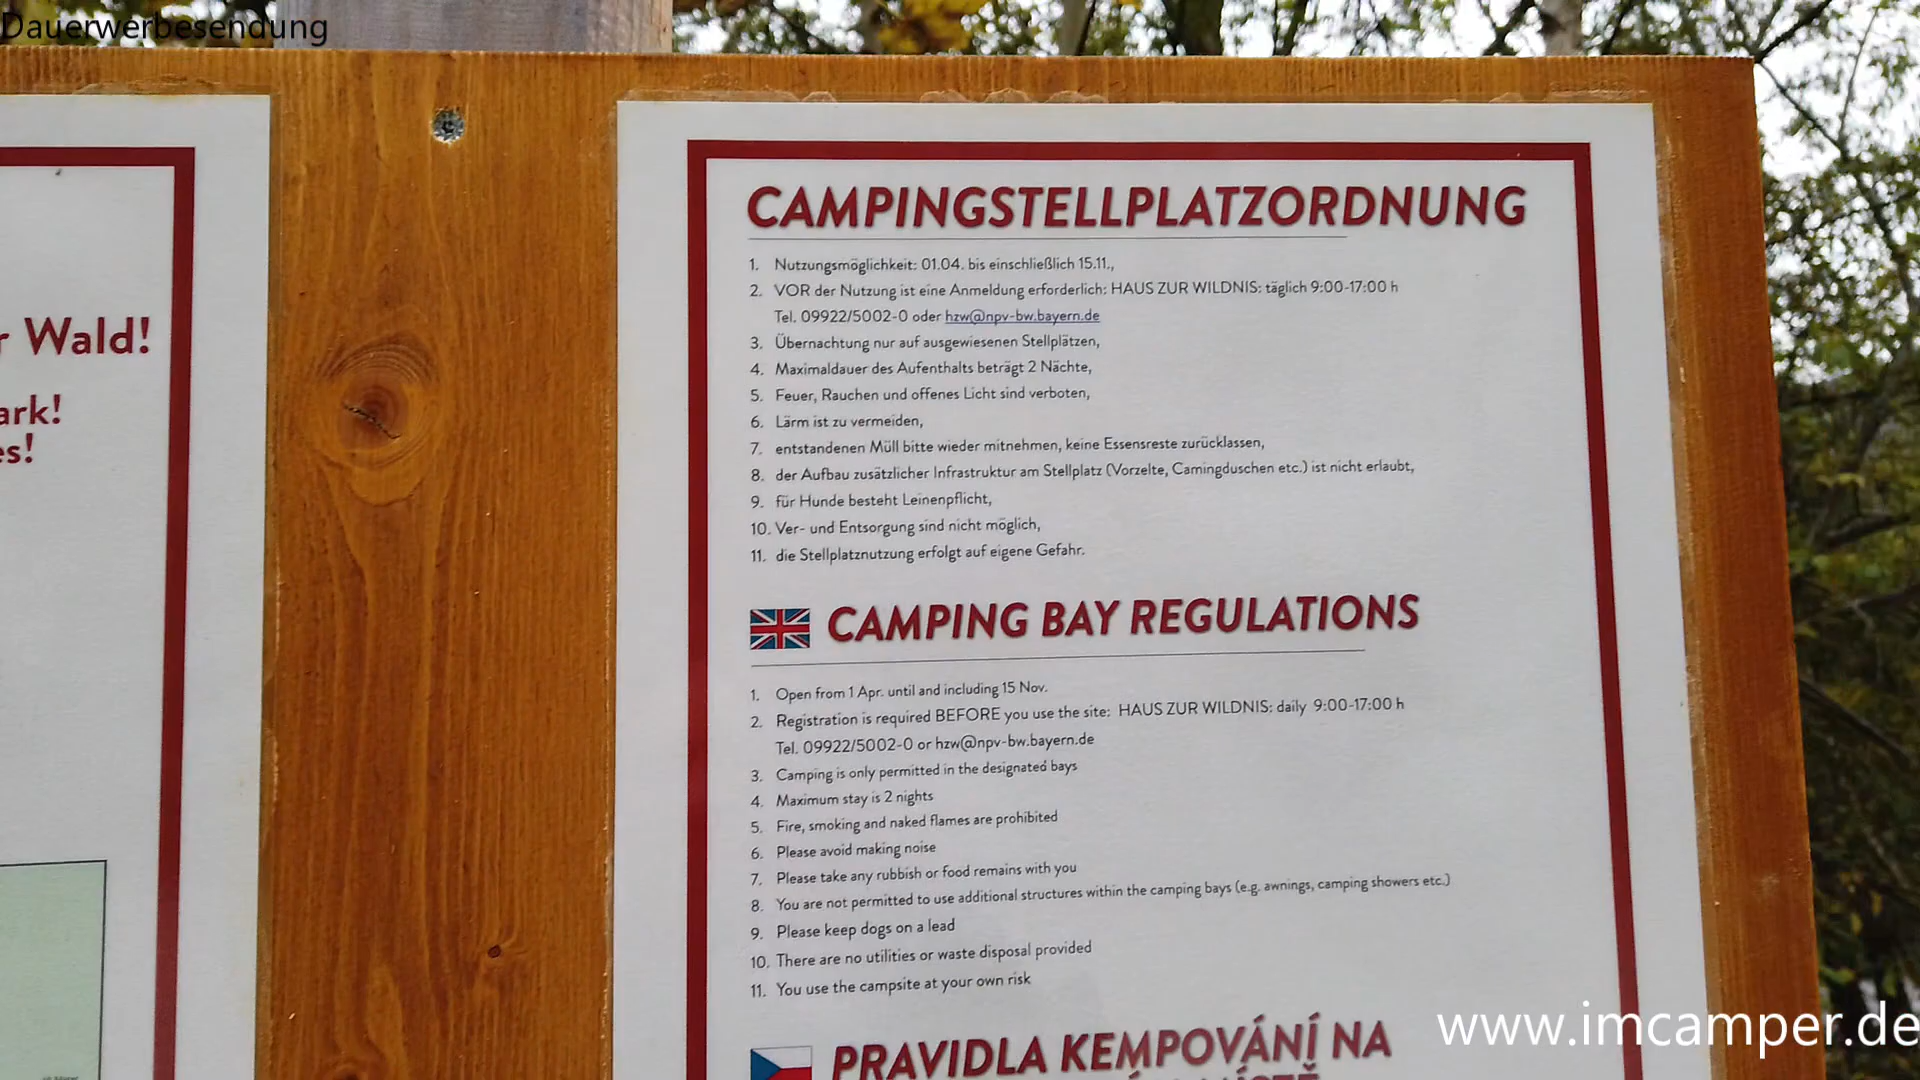 Dauerwerbesendung
r Wald!
ark!
es!
CAMPINGSTELLPLATZORDNUNG
1. Nutzungsmöglichkeit: 01.04. bis einschließlich 15.11.,
2. VOR der Nutzung ist eine Anmeldung erforderlich: HAUS ZUR WILDNIS: täglich 9:00-17:00 h
Tel. 09922/5002-0 oder hzw@npv-bw.bayern.de
3. Übernachtung nur auf ausgewiesenen Stellplätzen,
4. Maximaldauer des Aufenthalts beträgt 2 Nächte,
5. Feuer, Rauchen und offenes Licht sind verboten,
6. Lärm ist zu vermeiden,
7. entstandenen Müll bitte wieder mitnehmen, keine Essensreste zurücklassen,
8. der Aufbau zusätzlicher Infrastruktur am Stellplatz (Vorzelte, Camingduschen etc.) ist nicht erlaubt,
9. für Hunde besteht Leinenpflicht,
10. Ver- und Entsorgung sind nicht möglich,
11. die Stellplatznutzung erfolgt auf eigene Gefahr.
CAMPING BAY REGULATIONS
1. Open from 1 Apr. until and including 15 Nov.
2. Registration is required BEFORE you use the site: HAUS ZUR WILDNIS: daily 9:00-17:00 h
Tel. 09922/5002-0 or hzw@npv-bw.bayern.de
3. Camping is only permitted in the designated bays
4. Maximum stay is 2 nights
5. Fire, smoking and naked flames are prohibited
6. Please avoid making noise
7. Please take any rubbish or food remains with you
8. You are not permitted to use additional structures within the camping bays (e.g. awnings, camping showers etc.)
9. Please keep dogs on a lead
10. There are no utilities or waste disposal provided
11. You use the campsite at your own risk
PRAVIDLA KEMPOVÁNÍ NA
www.imcamper.de